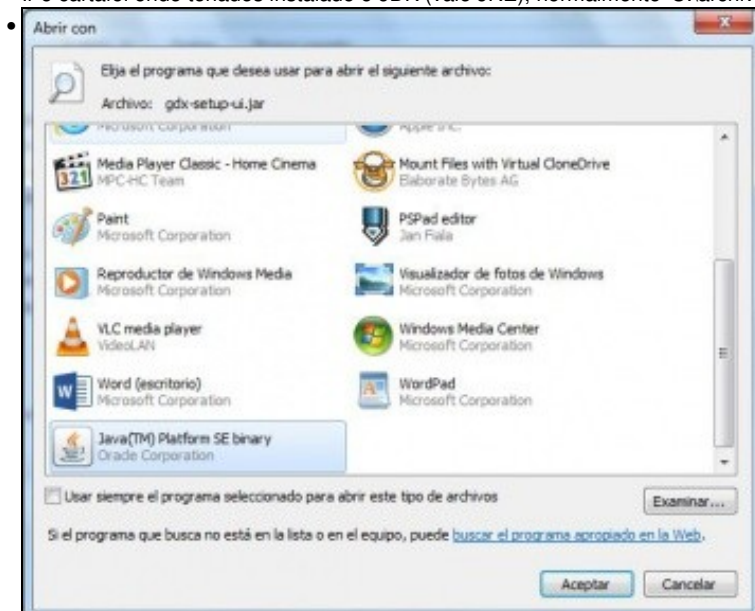 Abrir con
Elija el programa que desea usar para abrir el siguiente archivo:
Archivo: gdx-setup-ui.jar
Microsoft Corporation
Apple Inc.
Media Player Classic - Home Cinema
MPC-HC Team
Mount Files with Virtual CloneDrive
Elaborate Bytes AG
Paint
Microsoft Corporation
PSPad editor
Jan Fiala
Reproductor de Windows Media
Microsoft Corporation
Visualizador de fotos de Windows
Microsoft Corporation
VLC media player
VideoLAN
Windows Media Center
Microsoft Corporation
Word (escritorio)
Microsoft Corporation
WordPad
Microsoft Corporation
Java(TM) Platform SE binary
Oracle Corporation
Usar siempre el programa seleccionado para abrir este tipo de archivos
Examinar...
Si el programa que busca no está en la lista o en el equipo, puede buscar el programa apropiado en la Web.
Aceptar
Cancelar